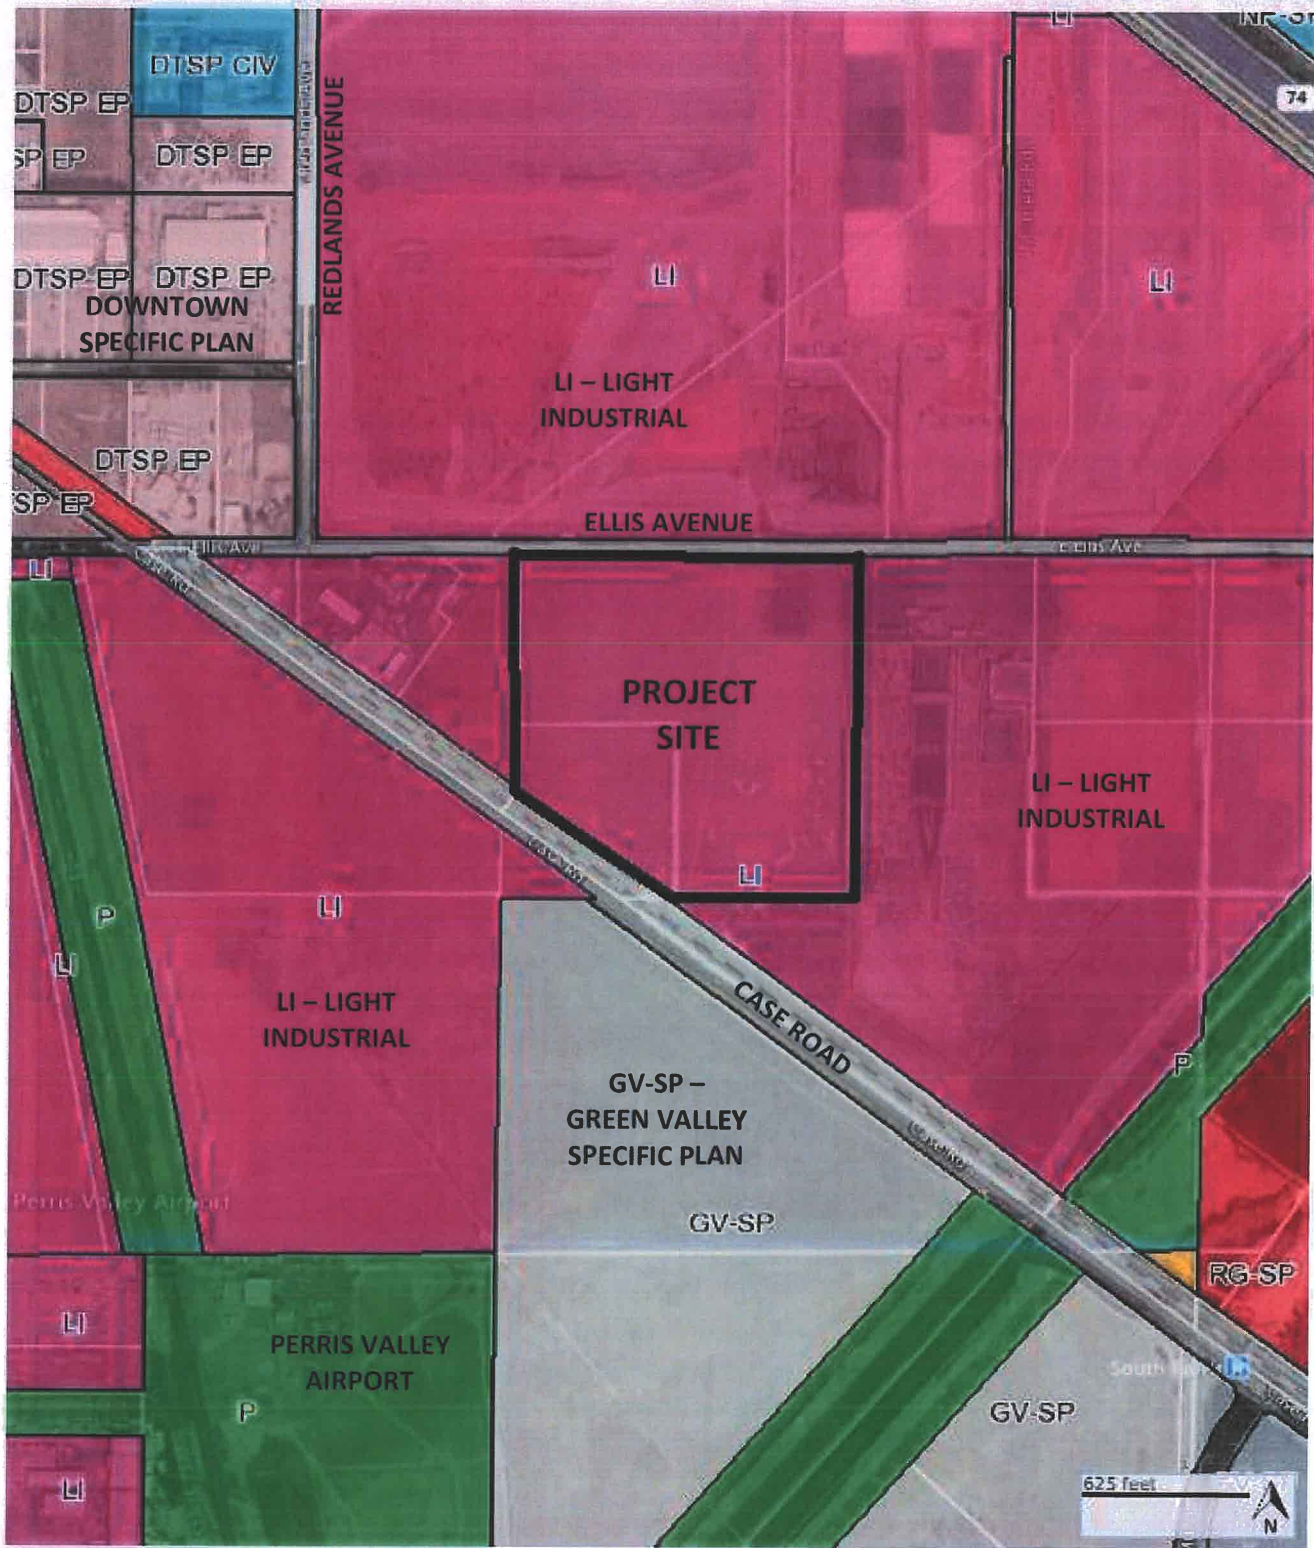 LI
DTSP CIV
74
DTSP EP
SP EP
DTSP EP
REDLANDS AVENUE
DTSP EP
DTSP EP
DOWNTOWN
SPECIFIC PLAN
LI
LI
LI – LIGHT
INDUSTRIAL
DTSP EP
SP EP
ELLIS AVENUE
Ellis Ave
E Ellis Ave
LI
PROJECT
SITE
LI – LIGHT
INDUSTRIAL
LI
P
LI
LI
LI – LIGHT
INDUSTRIAL
CASE ROAD
P
GV-SP –
GREEN VALLEY
SPECIFIC PLAN
Perris Valley Airport
GV-SP
RG-SP
LI
PERRIS VALLEY
AIRPORT
P
GV-SP
LI
625 feet
N